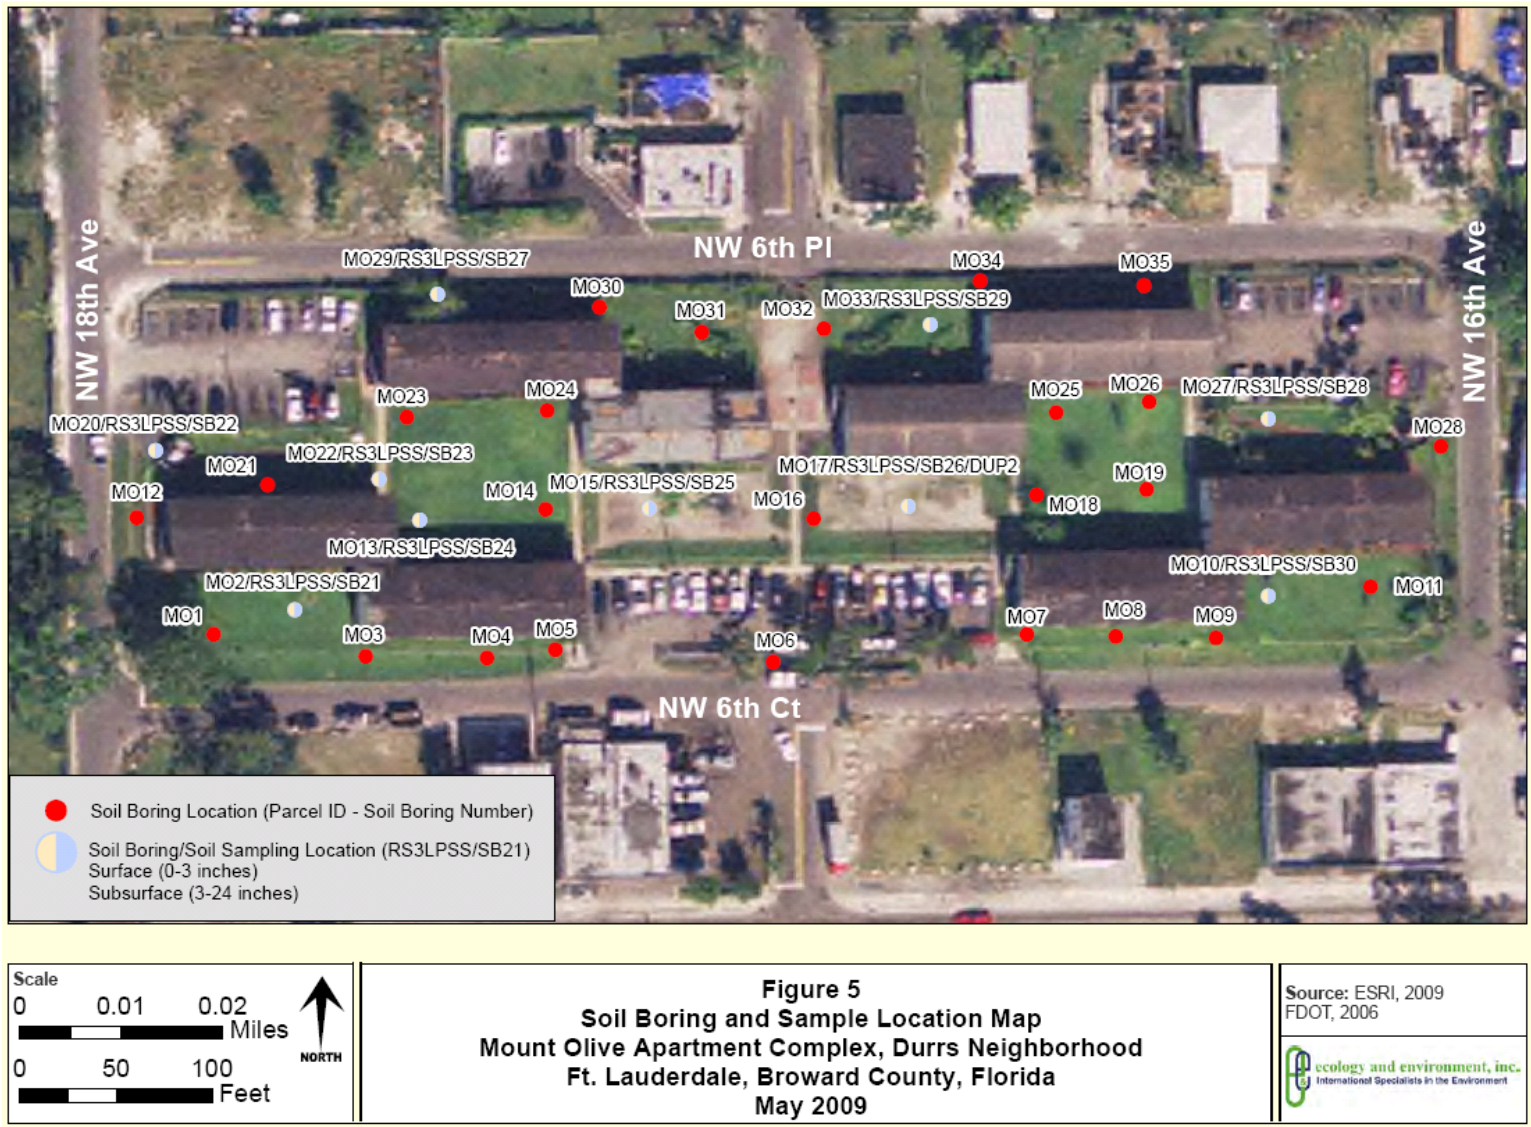 NW 18th Ave
NW 6th Pl
NW 16th Ave
MO29/RS3LPSS/SB27
MO30
MO31
MO32
MO33/RS3LPSS/SB29
MO34
MO35
MO23
MO24
MO25
MO26
MO27/RS3LPSS/SB28
MO20/RS3LPSS/SB22
MO28
MO21
MO22/RS3LPSS/SB23
MO12
MO14
MO15/RS3LPSS/SB25
MO16
MO17/RS3LPSS/SB26/DUP2
MO18
MO19
MO13/RS3LPSS/SB24
MO2/RS3LPSS/SB21
MO10/RS3LPSS/SB30
MO11
MO1
MO3
MO4
MO5
MO6
MO7
MO8
MO9
NW 6th Ct
Soil Boring Location (Parcel ID - Soil Boring Number)
Soil Boring/Soil Sampling Location (RS3LPSS/SB21)
Surface (0-3 inches)
Subsurface (3-24 inches)
Scale
0 0.01 0.02
Miles
0 50 100
Feet
NORTH
Figure 5
Soil Boring and Sample Location Map
Mount Olive Apartment Complex, Durrs Neighborhood
Ft. Lauderdale, Broward County, Florida
May 2009
Source: ESRI, 2009
FDOT, 2006
ecology and environment, inc.
International Specialists in the Environment